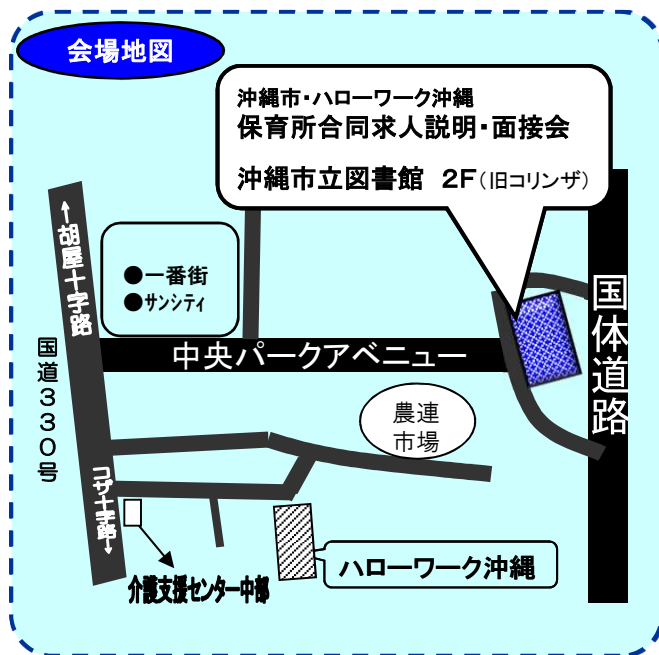 会場地図
沖縄市・ハローワーク沖縄
保育所合同求人説明・面接会
沖縄市立図書館 2F(旧コリンザ)
←胡屋十字路
●一番街
●サンシティ
国体道路
中央パークアベニュー
国道330号
農連
市場
コザ十字路→
介護支援センター中部
ハローワーク沖縄